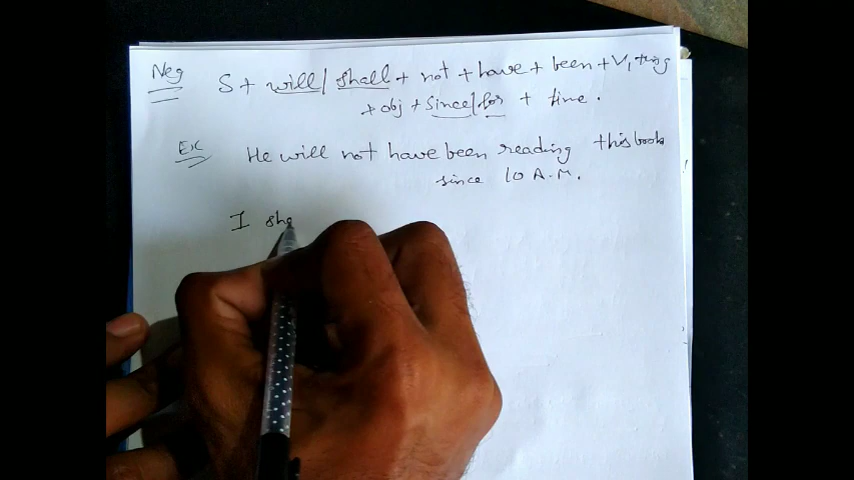 Neg S + will/shall + not + have + been + V1 + ing
+ obj + Since/for + time.
Ex He will not have been reading this book
since 10 A.M.
I sha